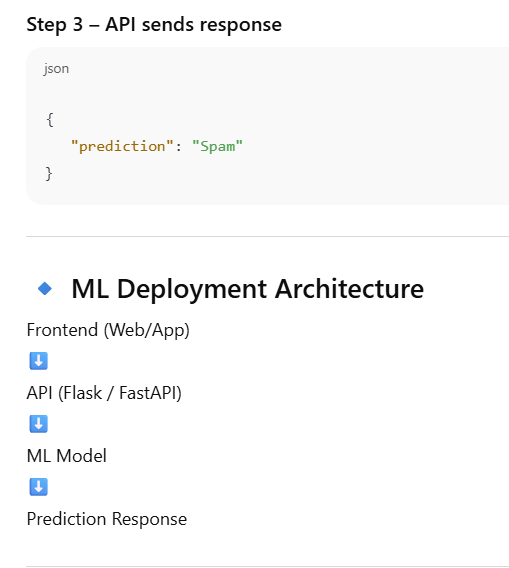 Step 3 – API sends response
json
{
"prediction": "Spam"
}
🔹 ML Deployment Architecture
Frontend (Web/App)
⬇️
API (Flask / FastAPI)
⬇️
ML Model
⬇️
Prediction Response